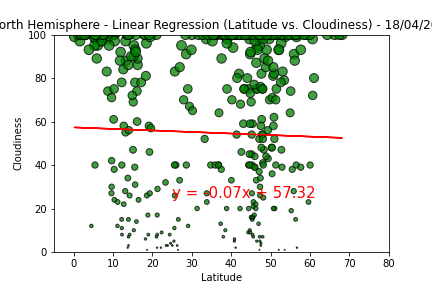 orth Hemisphere - Linear Regression (Latitude vs. Cloudiness) - 18/04/20
100
80
60
40
20
0
Cloudiness
y = -0.07x + 57.32
0 10 20 30 40 50 60 70 80
Latitude